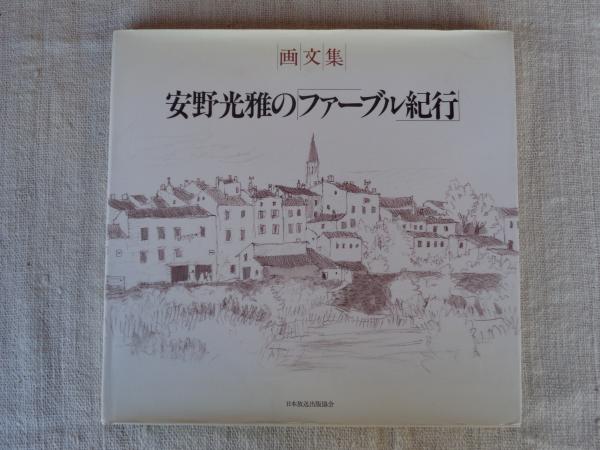 画文集
安野光雅の「ファーブル紀行」
日本放送出版協会